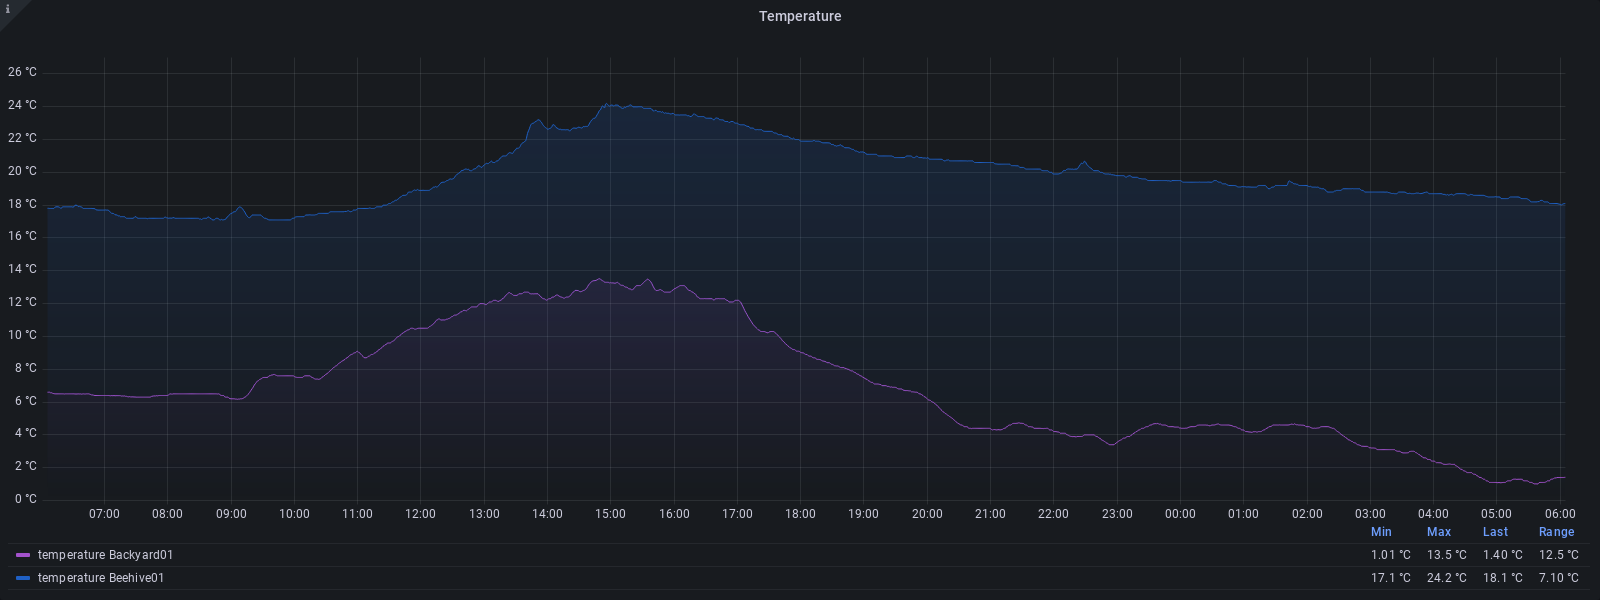 i
Temperature
26 °C
24 °C
22 °C
20 °C
18 °C
16 °C
14 °C
12 °C
10 °C
8 °C
6 °C
4 °C
2 °C
0 °C
07:00 08:00 09:00 10:00 11:00 12:00 13:00 14:00 15:00 16:00 17:00 18:00 19:00 20:00 21:00 22:00 23:00 00:00 01:00 02:00 03:00 04:00 05:00 06:00
Min Max Last Range
temperature Backyard01 1.01 °C 13.5 °C 1.40 °C 12.5 °C
temperature Beehive01 17.1 °C 24.2 °C 18.1 °C 7.10 °C